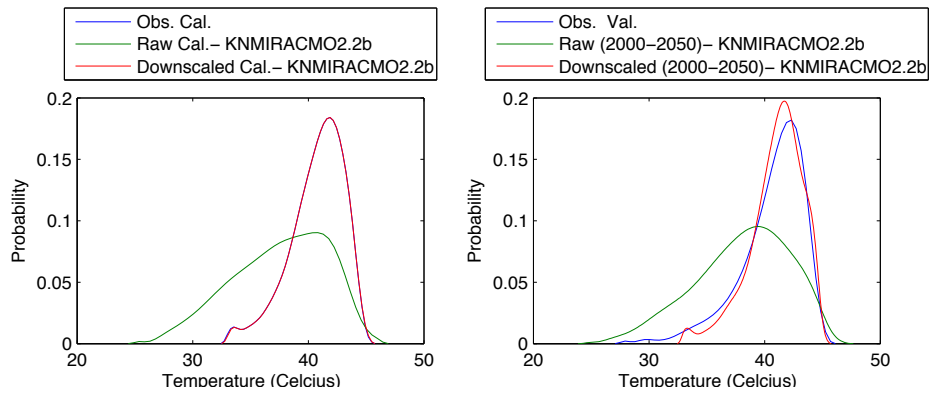 Obs. Cal.
Raw Cal.− KNMIRACMO2.2b
Downscaled Cal.− KNMIRACMO2.2b
0.2
0.15
0.1
0.05
0
20
30
40
50
Probability
Temperature (Celcius)
Obs.  Val.
Raw (2000−2050)− KNMIRACMO2.2b
Downscaled (2000−2050)− KNMIRACMO2.2b
0.2
0.15
0.1
0.05
0
20
30
40
50
Probability
Temperature (Celcius)